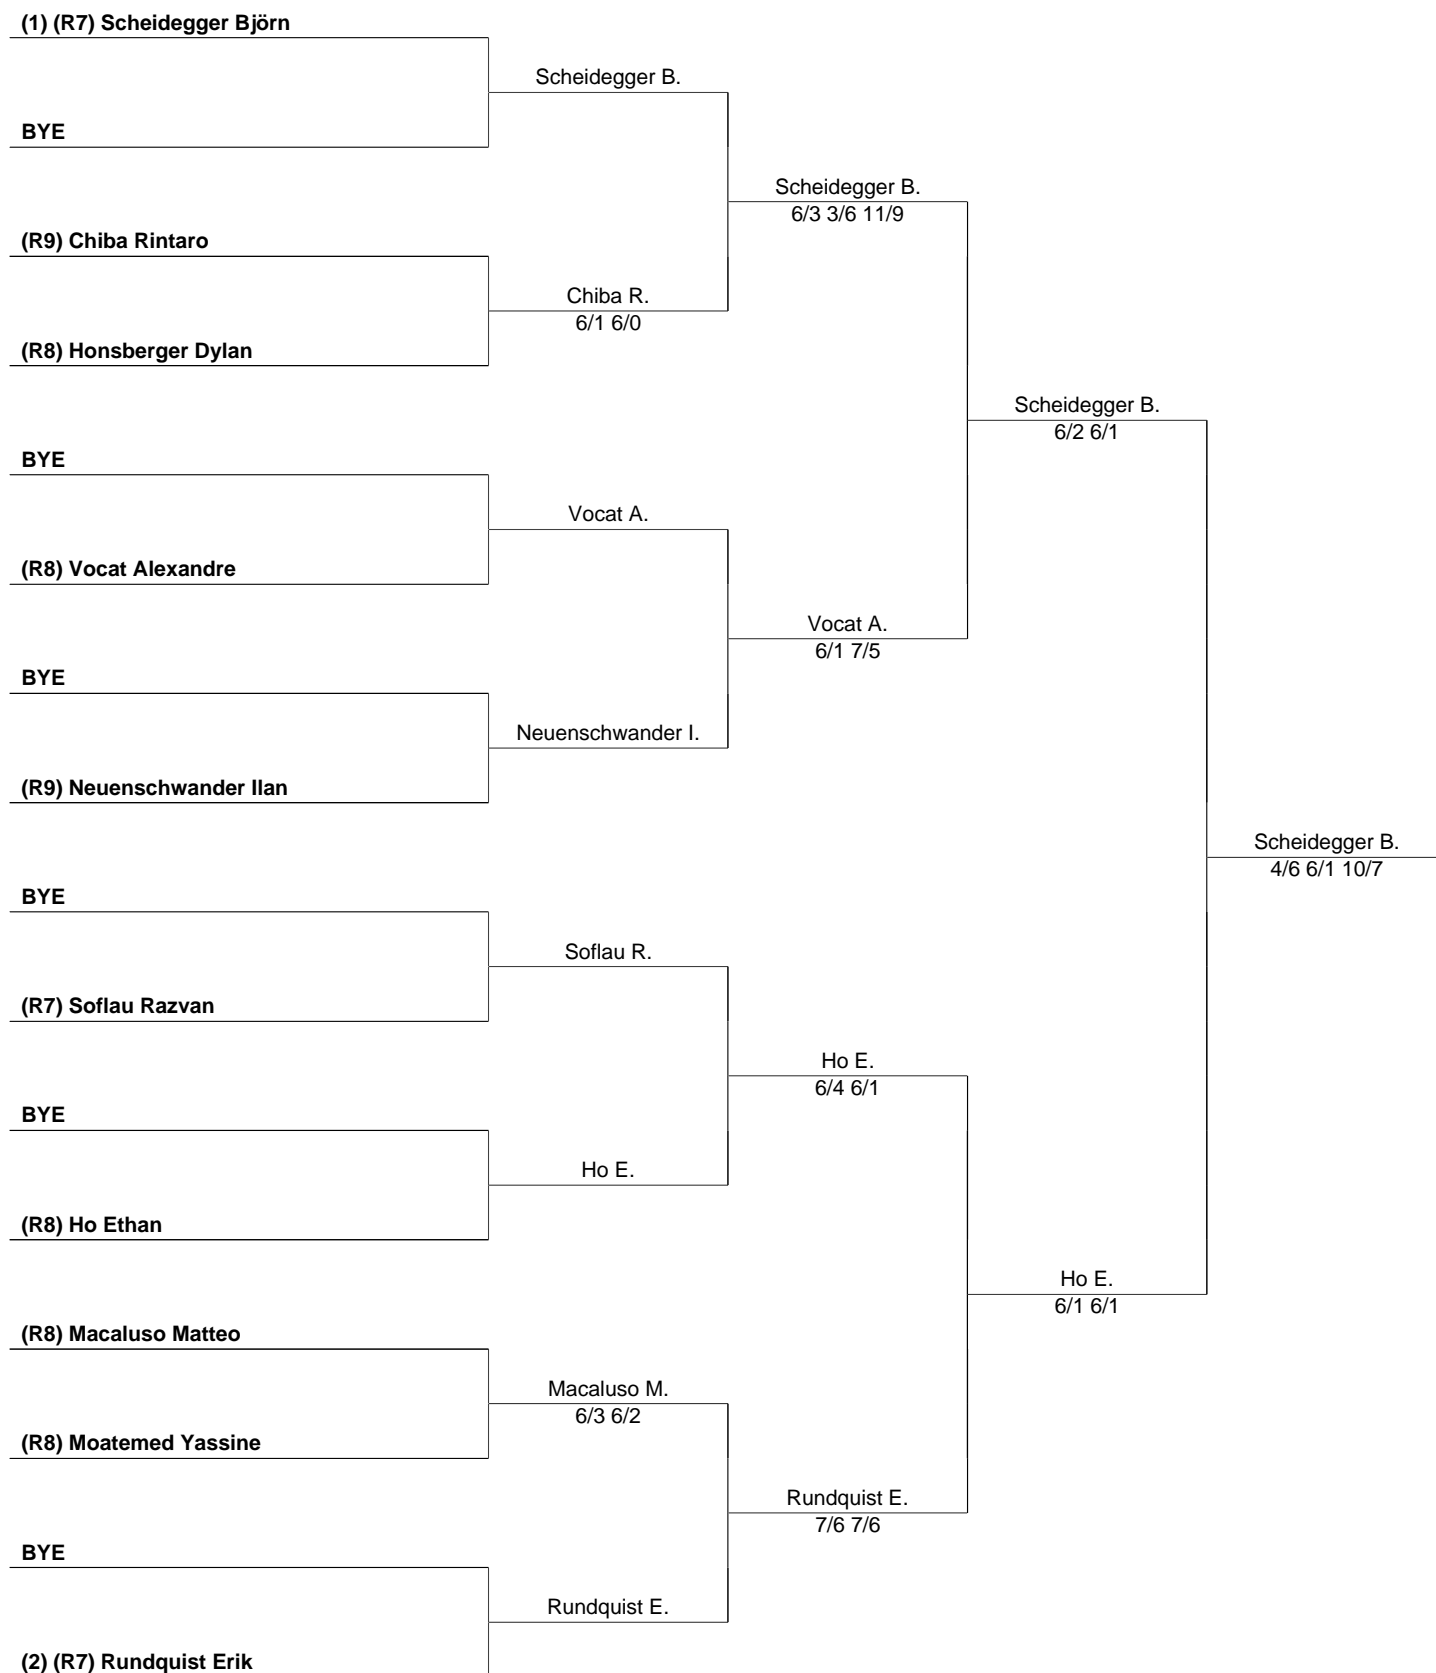 (1) (R7) Scheidegger Björn
Scheidegger B.
BYE
Scheidegger B.
6/3 3/6 11/9
(R9) Chiba Rintaro
Chiba R.
6/1 6/0
(R8) Honsberger Dylan
Scheidegger B.
6/2 6/1
BYE
Vocat A.
(R8) Vocat Alexandre
Vocat A.
6/1 7/5
BYE
Neuenschwander I.
(R9) Neuenschwander Ilan
Scheidegger B.
4/6 6/1 10/7
BYE
Soflau R.
(R7) Soflau Razvan
Ho E.
6/4 6/1
BYE
Ho E.
(R8) Ho Ethan
Ho E.
6/1 6/1
(R8) Macaluso Matteo
Macaluso M.
6/3 6/2
(R8) Moatemed Yassine
Rundquist E.
7/6 7/6
BYE
Rundquist E.
(2) (R7) Rundquist Erik